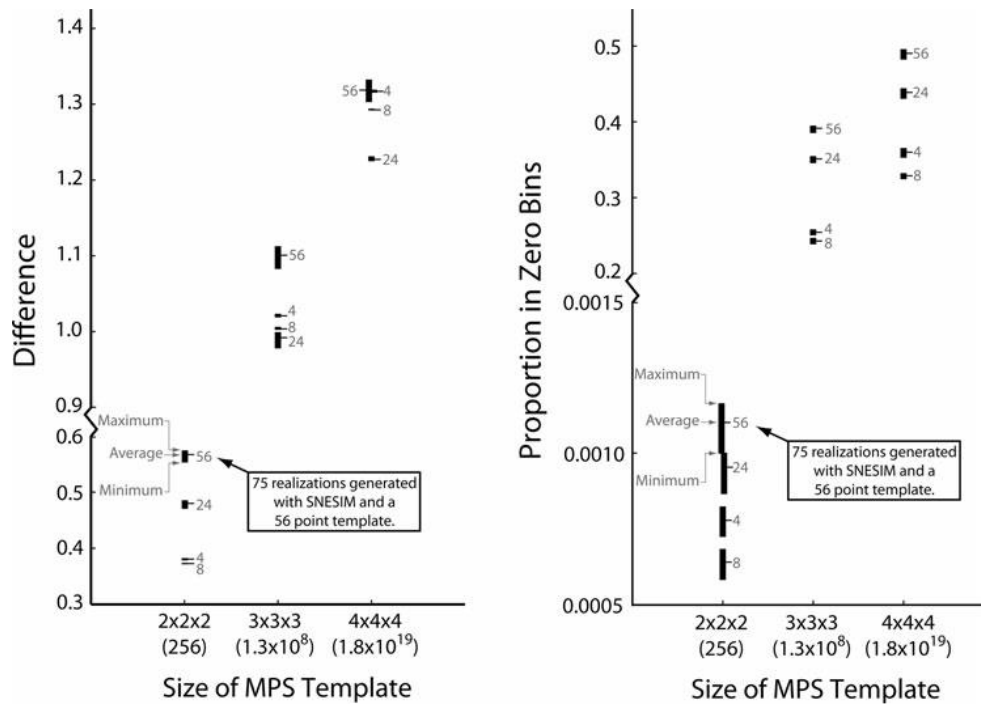 1.4
1.3
1.2
1.1
1.0
0.9
0.6
0.5
0.4
0.3
Difference
56
4
8
24
56
4
8
24
Maximum
Average
Minimum
56
24
4
8
75 realizations generated
with SNESIM and a
56 point template.
2x2x2
(256)
3x3x3
(1.3x10⁸)
4x4x4
(1.8x10¹⁹)
Size of MPS Template
0.5
0.4
0.3
0.2
0.0015
0.0010
0.0005
Proportion in Zero Bins
56
24
4
8
56
24
4
8
Maximum
Average
Minimum
56
24
4
8
75 realizations generated
with SNESIM and a
56 point template.
2x2x2
(256)
3x3x3
(1.3x10⁸)
4x4x4
(1.8x10¹⁹)
Size of MPS Template